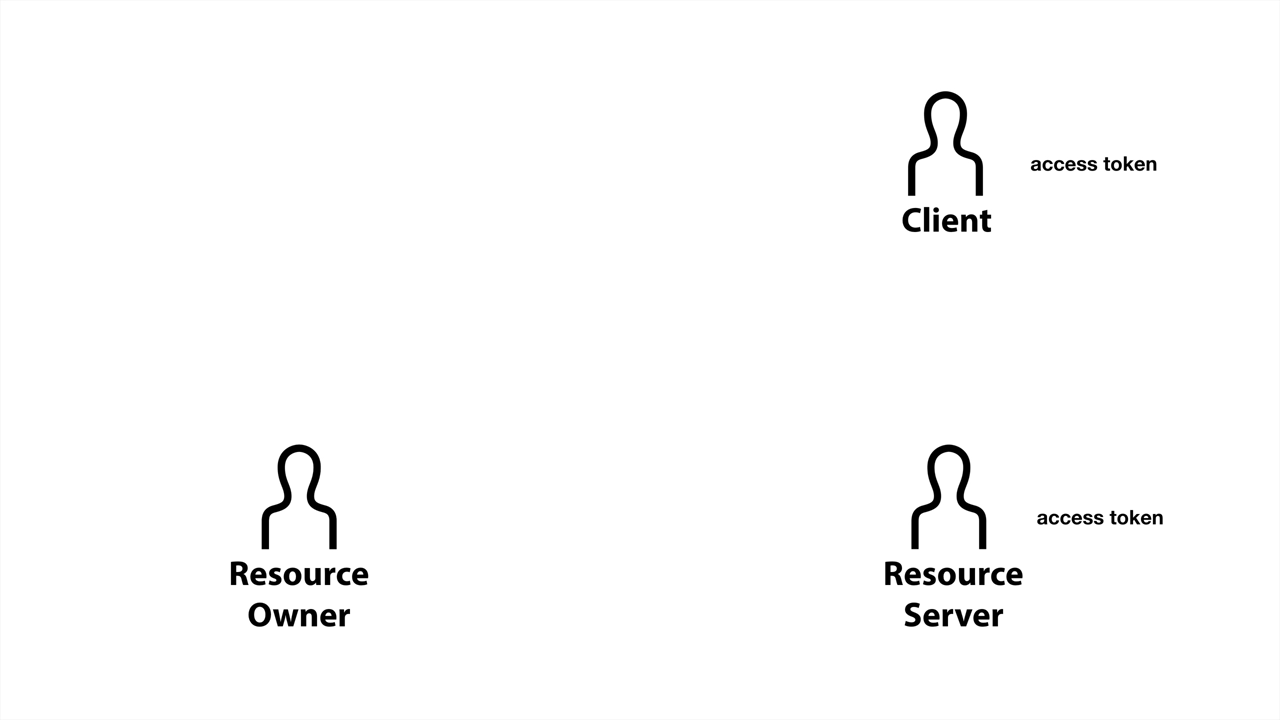 access token
Client
access token
Resource
Owner
Resource
Server